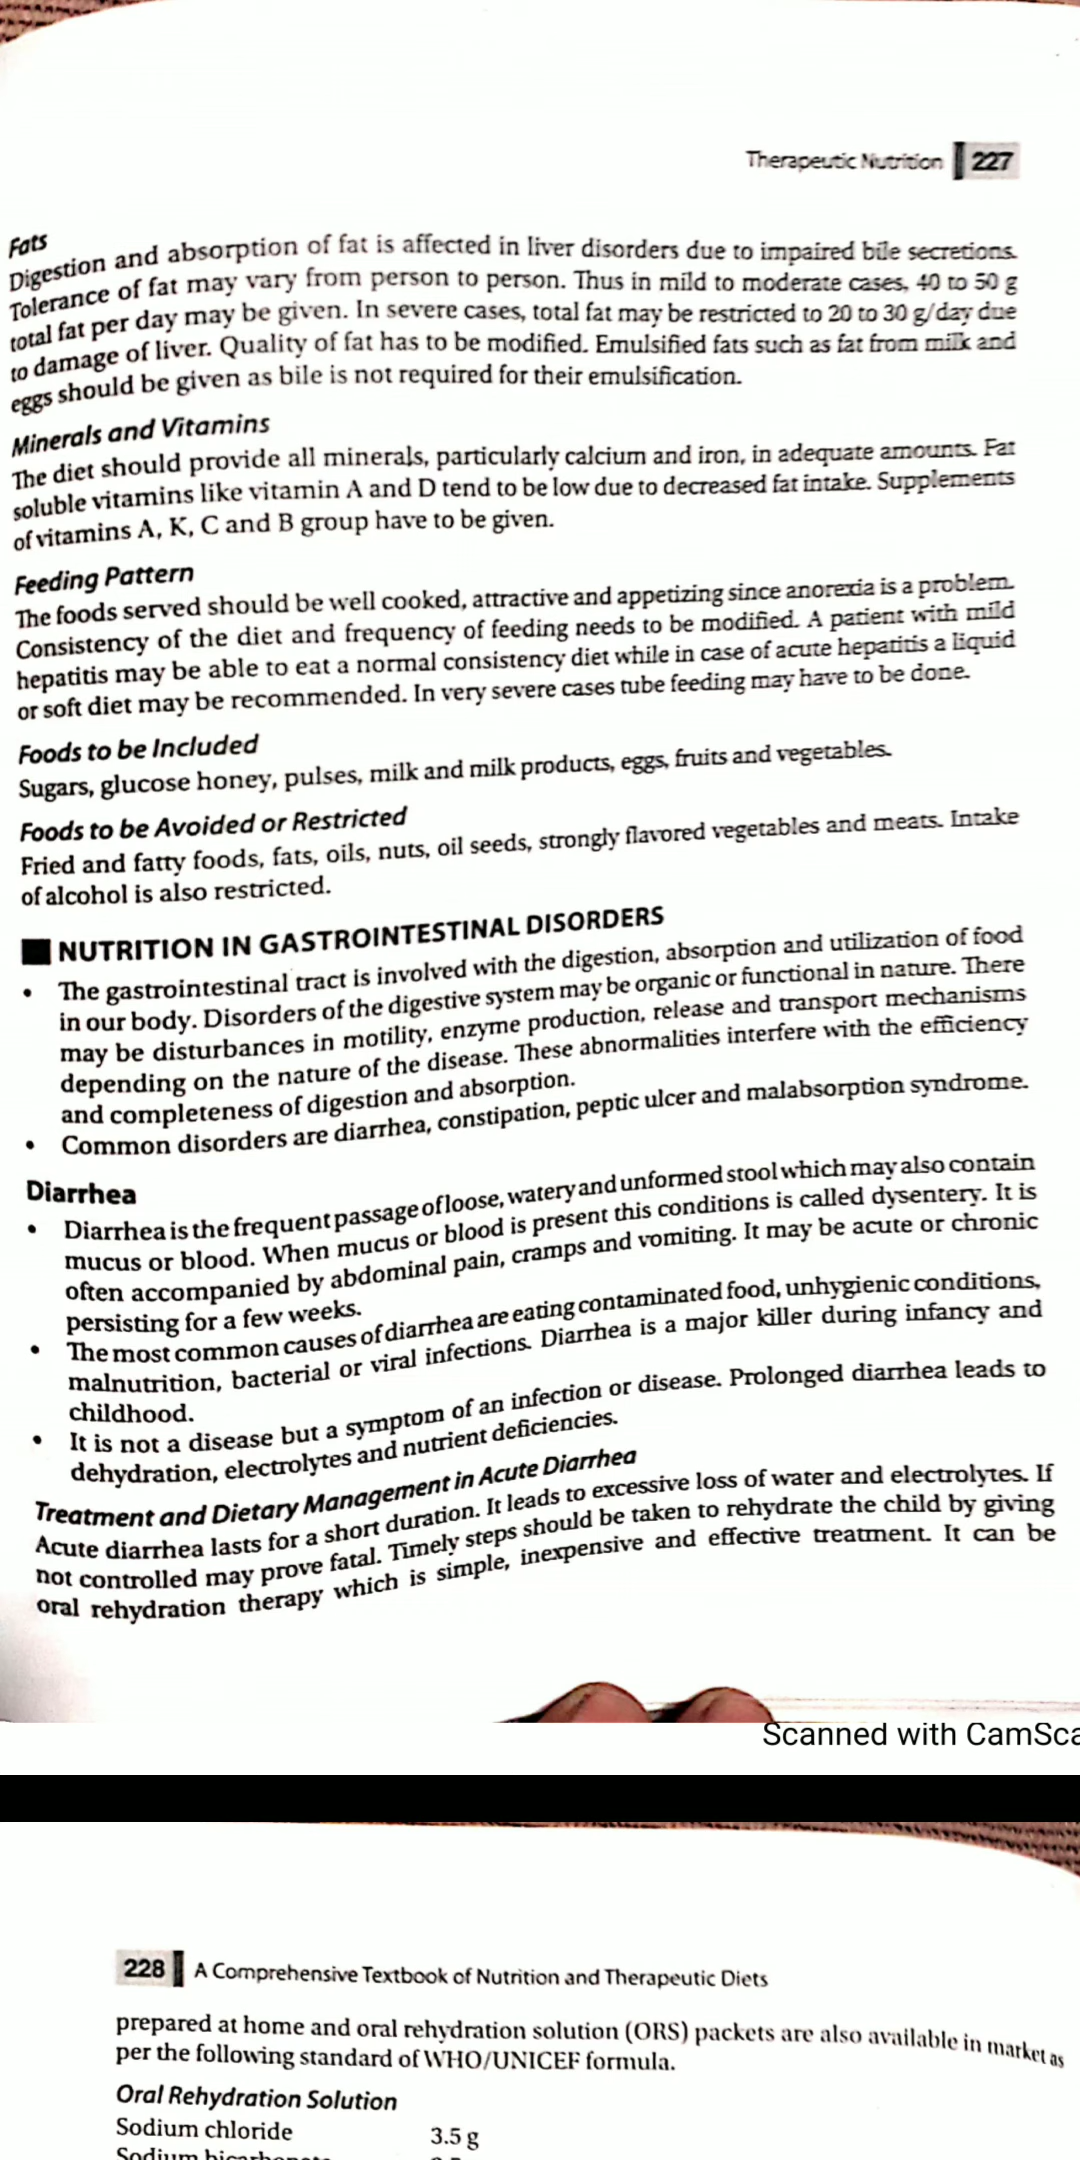 Therapeutic Nutrition 227
Fats
Digestion and absorption of fat is affected in liver disorders due to impaired bile secretions.
Tolerance of fat may vary from person to person. Thus in mild to moderate cases, 40 to 50 g
total fat per day may be given. In severe cases, total fat may be restricted to 20 to 30 g/day due
to damage of liver. Quality of fat has to be modified. Emulsified fats such as fat from milk and
eggs should be given as bile is not required for their emulsification.
Minerals and Vitamins
The diet should provide all minerals, particularly calcium and iron, in adequate amounts. Fat
soluble vitamins like vitamin A and D tend to be low due to decreased fat intake. Supplements
of vitamins A, K, C and B group have to be given.
Feeding Pattern
The foods served should be well cooked, attractive and appetizing since anorexia is a problem.
Consistency of the diet and frequency of feeding needs to be modified. A patient with mild
hepatitis may be able to eat a normal consistency diet while in case of acute hepatitis a liquid
or soft diet may be recommended. In very severe cases tube feeding may have to be done.
Foods to be Included
Sugars, glucose honey, pulses, milk and milk products, eggs, fruits and vegetables.
Foods to be Avoided or Restricted
Fried and fatty foods, fats, oils, nuts, oil seeds, strongly flavored vegetables and meats. Intake
of alcohol is also restricted.
■ NUTRITION IN GASTROINTESTINAL DISORDERS
• The gastrointestinal tract is involved with the digestion, absorption and utilization of food
in our body. Disorders of the digestive system may be organic or functional in nature. There
may be disturbances in motility, enzyme production, release and transport mechanisms
depending on the nature of the disease. These abnormalities interfere with the efficiency
and completeness of digestion and absorption.
• Common disorders are diarrhea, constipation, peptic ulcer and malabsorption syndrome.
Diarrhea
• Diarrhea is the frequent passage of loose, watery and unformed stool which may also contain
mucus or blood. When mucus or blood is present this conditions is called dysentery. It is
often accompanied by abdominal pain, cramps and vomiting. It may be acute or chronic
persisting for a few weeks.
• The most common causes of diarrhea are eating contaminated food, unhygienic conditions,
malnutrition, bacterial or viral infections. Diarrhea is a major killer during infancy and
childhood.
• It is not a disease but a symptom of an infection or disease. Prolonged diarrhea leads to
dehydration, electrolytes and nutrient deficiencies.
Treatment and Dietary Management in Acute Diarrhea
Acute diarrhea lasts for a short duration. It leads to excessive loss of water and electrolytes. If
not controlled may prove fatal. Timely steps should be taken to rehydrate the child by giving
oral rehydration therapy which is simple, inexpensive and effective treatment. It can be
Scanned with CamSca
228 A Comprehensive Textbook of Nutrition and Therapeutic Diets
prepared at home and oral rehydration solution (ORS) packets are also available in market as
per the following standard of WHO/UNICEF formula.
Oral Rehydration Solution
Sodium chloride 3.5 g
Sodium